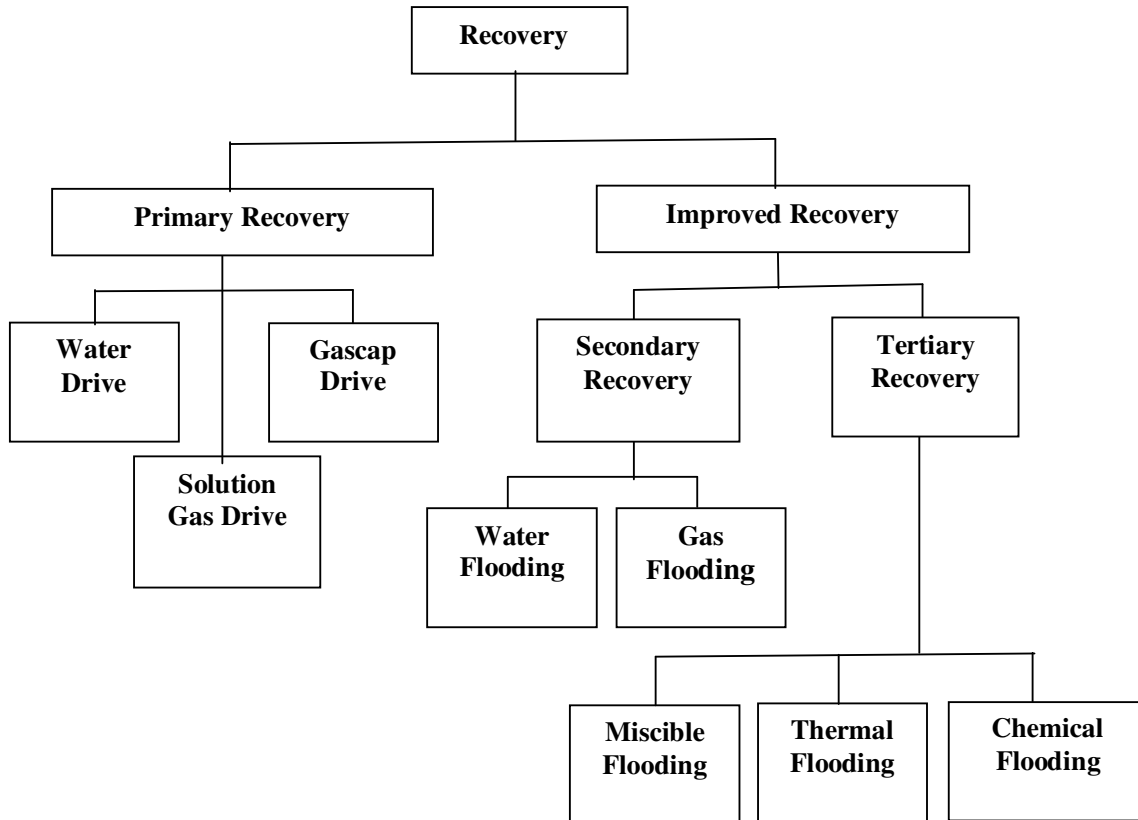 Recovery
Primary Recovery
Improved Recovery
Water
Drive
Gascap
Drive
Solution
Gas Drive
Secondary
Recovery
Tertiary
Recovery
Water
Flooding
Gas
Flooding
Miscible
Flooding
Thermal
Flooding
Chemical
Flooding